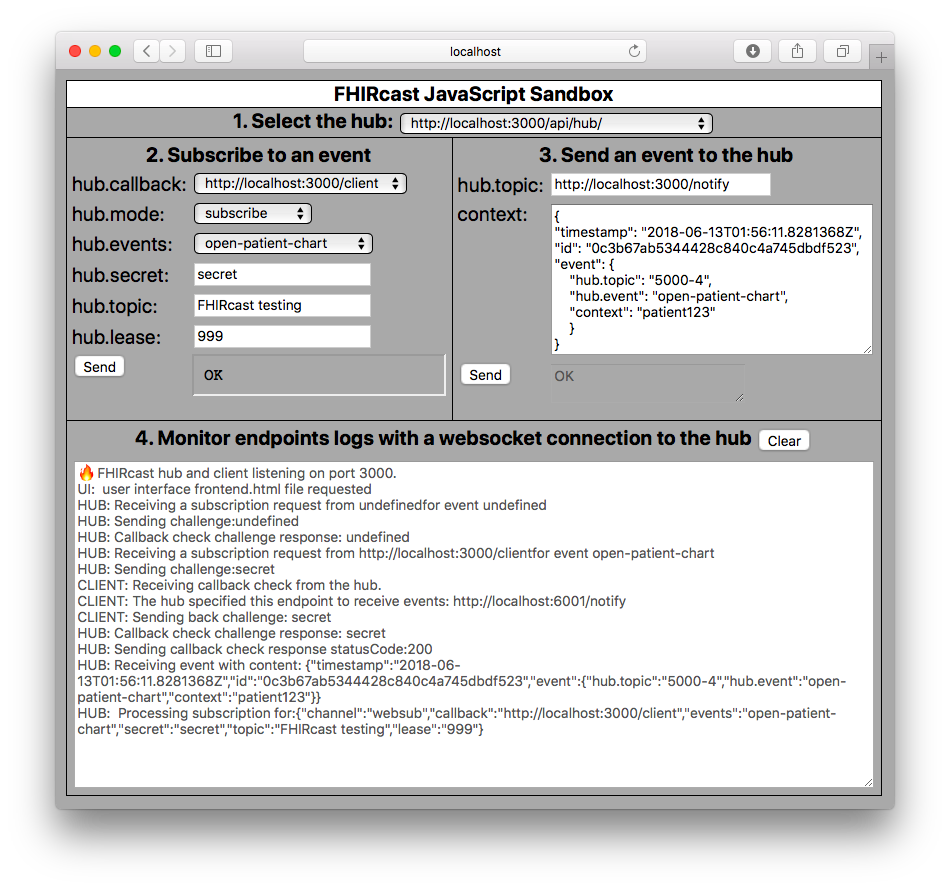 localhost
FHIRcast JavaScript Sandbox
1. Select the hub: http://localhost:3000/api/hub/
2. Subscribe to an event
hub.callback: http://localhost:3000/client
hub.mode: subscribe
hub.events: open-patient-chart
hub.secret: secret
hub.topic: FHIRcast testing
hub.lease: 999
Send OK
3. Send an event to the hub
hub.topic: http://localhost:3000/notify
context: {
"timestamp": "2018-06-13T01:56:11.8281368Z",
"id": "0c3b67ab5344428c840c4a745dbdf523",
"event": {
"hub.topic": "5000-4",
"hub.event": "open-patient-chart",
"context": "patient123"
}
}
Send OK
4. Monitor endpoints logs with a websocket connection to the hub Clear
🔥 FHIRcast hub and client listening on port 3000.
UI:  user interface frontend.html file requested
HUB: Receiving a subscription request from undefinedfor event undefined
HUB: Sending challenge:undefined
HUB: Callback check challenge response: undefined
HUB: Receiving a subscription request from http://localhost:3000/clientfor event open-patient-chart
HUB: Sending challenge:secret
CLIENT: Receiving callback check from the hub.
CLIENT: The hub specified this endpoint to receive events: http://localhost:6001/notify
CLIENT: Sending back challenge: secret
HUB: Callback check challenge response: secret
HUB: Sending callback check response statusCode:200
HUB: Receiving event with content: {"timestamp":"2018-06-
13T01:56:11.8281368Z","id":"0c3b67ab5344428c840c4a745dbdf523","event":{"hub.topic":"5000-4","hub.event":"open-
patient-chart","context":"patient123"}}
HUB:  Processing subscription for:{"channel":"websub","callback":"http://localhost:3000/client","events":"open-patient-
chart","secret":"secret","topic":"FHIRcast testing","lease":"999"}